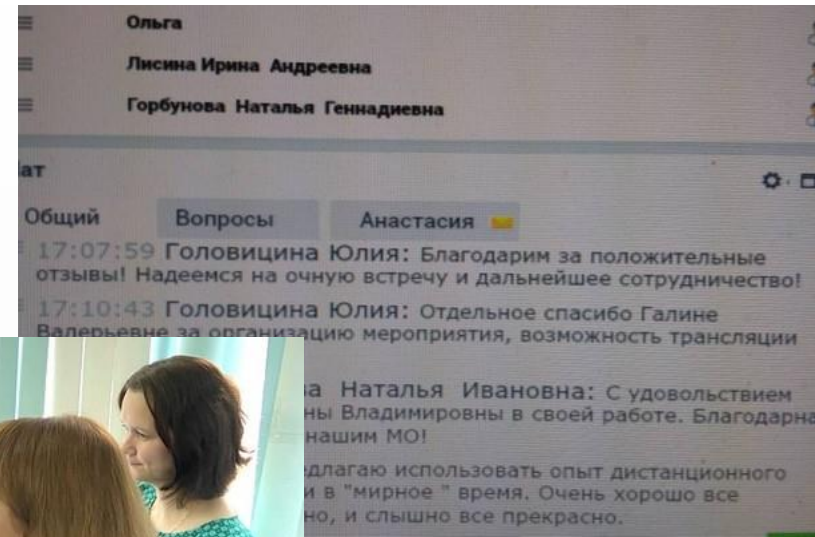 Ольга
Лисина Ирина Андреевна
Горбунова Наталья Геннадиевна
Общий Вопросы Анастасия
17:07:59 Головицина Юлия: Благодарим за положительные
отзывы! Надеемся на очную встречу и дальнейшее сотрудничество!
17:10:43 Головицина Юлия: Отдельное спасибо Галине
Валерьевне за организацию мероприятия, возможность трансляции
Наталья Ивановна: С удовольствием
Владимировны в своей работе. Благодарна
нашим МО!
использовать опыт дистанционного
и в "мирное " время. Очень хорошо все
и слышно все прекрасно.